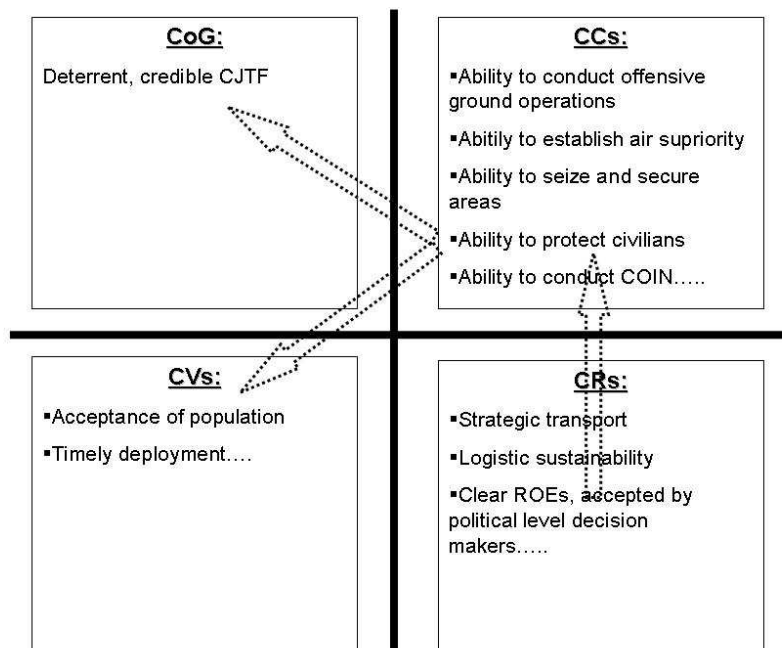 CoG:
Deterrent, credible CJTF
CCs:
▪Ability to conduct offensive
ground operations
▪Abitily to establish air supriority
▪Ability to seize and secure
areas
▪Ability to protect civilians
▪Ability to conduct COIN…..
CVs:
▪Acceptance of population
▪Timely deployment….
CRs:
▪Strategic transport
▪Logistic sustainability
▪Clear ROEs, accepted by
political level decision
makers…..